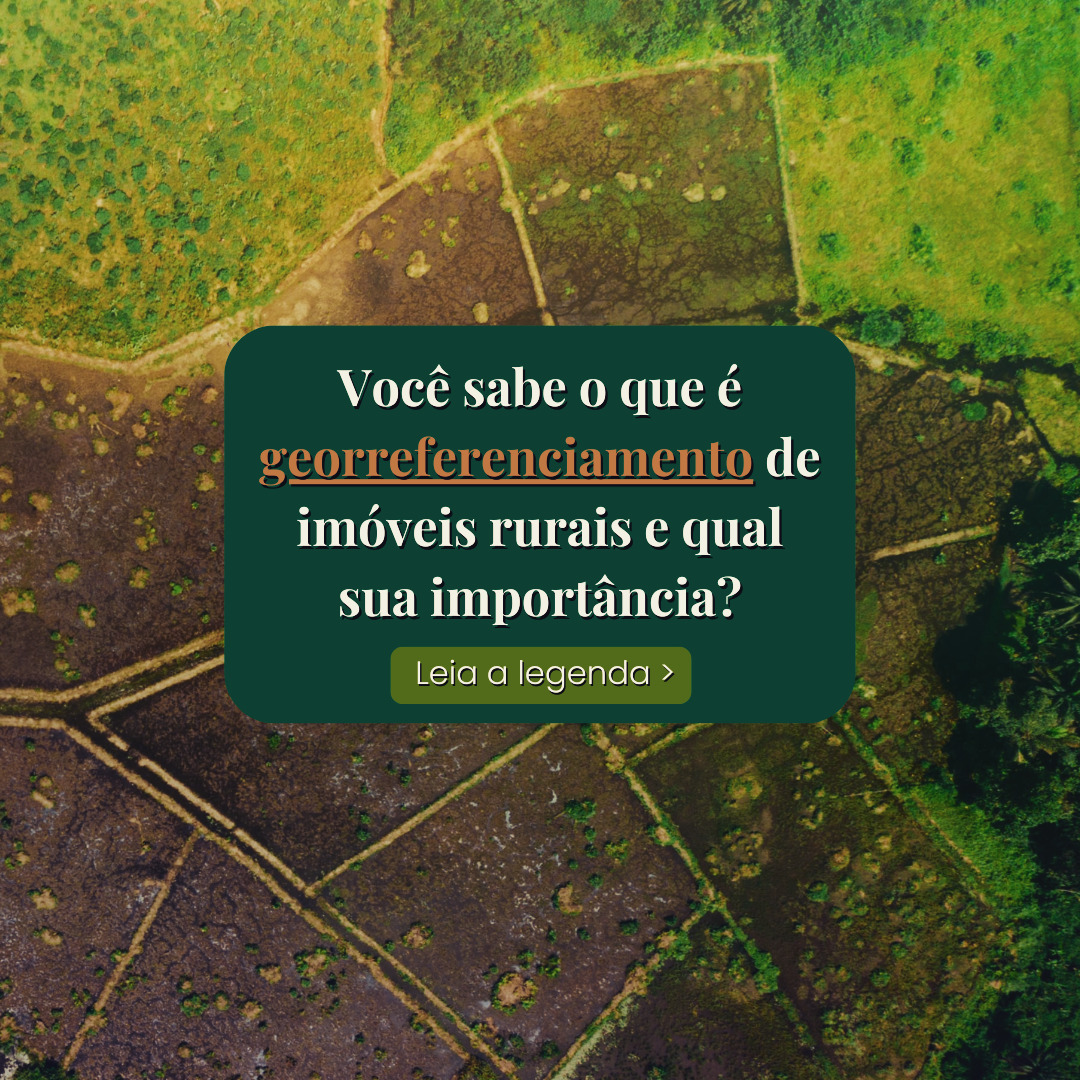 Você sabe o que é
georreferenciamento de
imóveis rurais e qual
sua importância?
Leia a legenda >